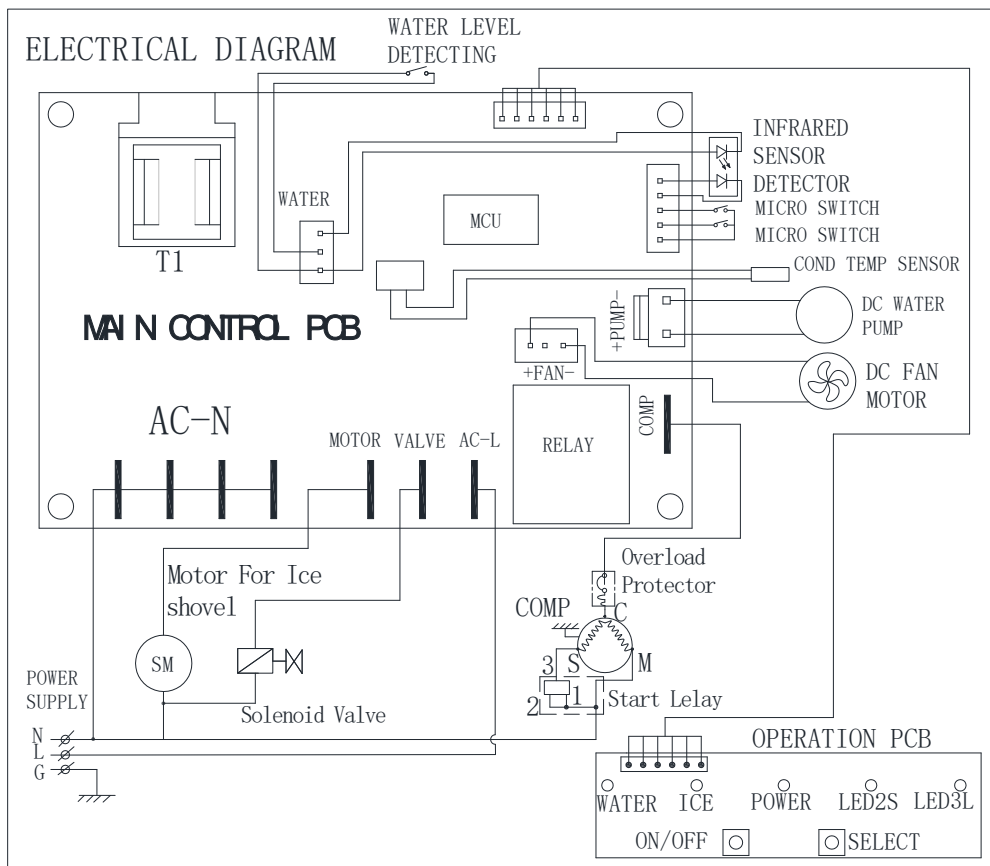 ELECTRICAL DIAGRAM
WATER LEVEL
DETECTING
INFRARED
SENSOR
DETECTOR
MICRO SWITCH
MICRO SWITCH
WATER
MCU
T1
COND TEMP SENSOR
MAIN CONTROL PCB
+PUMP-
DC WATER
PUMP
+FAN-
DC FAN
MOTOR
AC-N
MOTOR
VALVE
AC-L
RELAY
COMP
Overload
Protector
Motor For Ice
shovel
COMP
C
SM
3
S
M
1
2
Start Lelay
POWER
SUPPLY
Solenoid Valve
N
L
G
OPERATION PCB
WATER
ICE
POWER
LED2S
LED3L
ON/OFF
SELECT